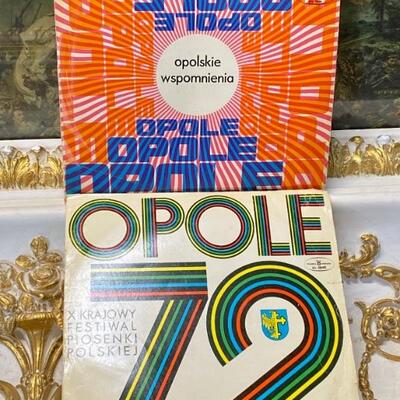 OPOLE
opolskie
wspomnienia
OPOLE
OPOLE
OPOLE
OPOLE
72
X KRAJOWY
FESTIWAL
PIOSENKI
POLSKIEJ